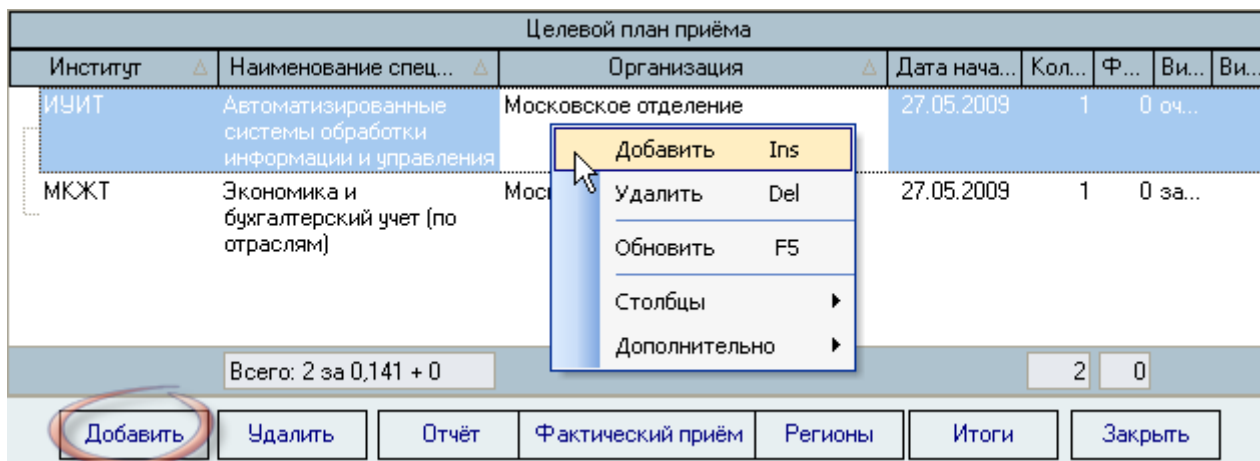 Целевой план приёма
Институт Наименование спец... Организация Дата нача... Кол... Ф... Ви... Ви...
ИУИТ Автоматизированные Московское отделение 27.05.2009 1 0 оч...
системы обработки
информации и управления
Добавить Ins
МКЖТ Экономика и Мос 27.05.2009 1 0 за...
бухгалтерский учет (по
отраслям)
Удалить Del
Обновить F5
Столбцы
Дополнительно
Всего: 2 за 0,141 + 0 2 0
Добавить Удалить Отчёт Фактический приём Регионы Итоги Закрыть